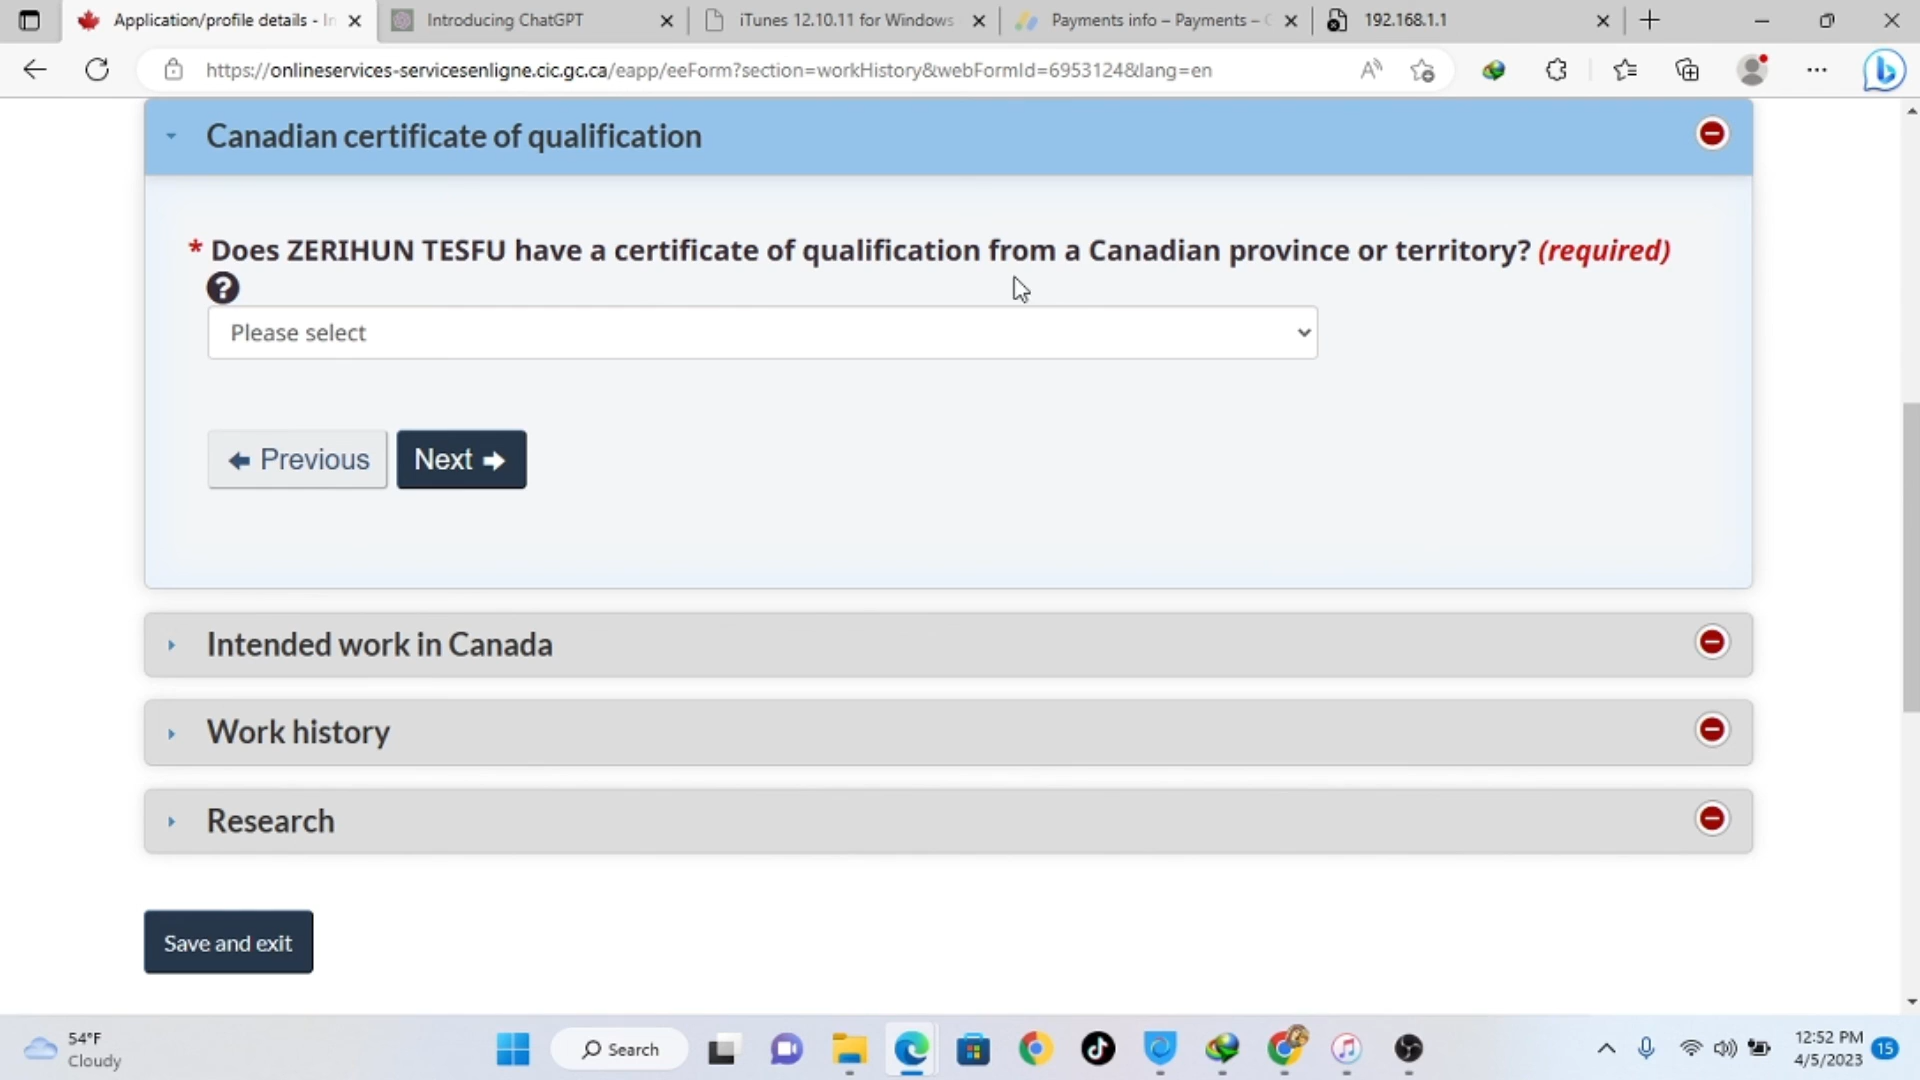 Application/profile details - In
Introducing ChatGPT
iTunes 12.10.11 for Windows
Payments info – Payments –
192.168.1.1
https://onlineservices-servicesenligne.cic.gc.ca/eapp/eeForm?section=workHistory&webFormId=6953124&lang=en
Canadian certificate of qualification
* Does ZERIHUN TESFU have a certificate of qualification from a Canadian province or territory? (required)
?
Please select
Previous
Next
Intended work in Canada
Work history
Research
Save and exit
54°F
Cloudy
Search
12:52 PM
4/5/2023
15